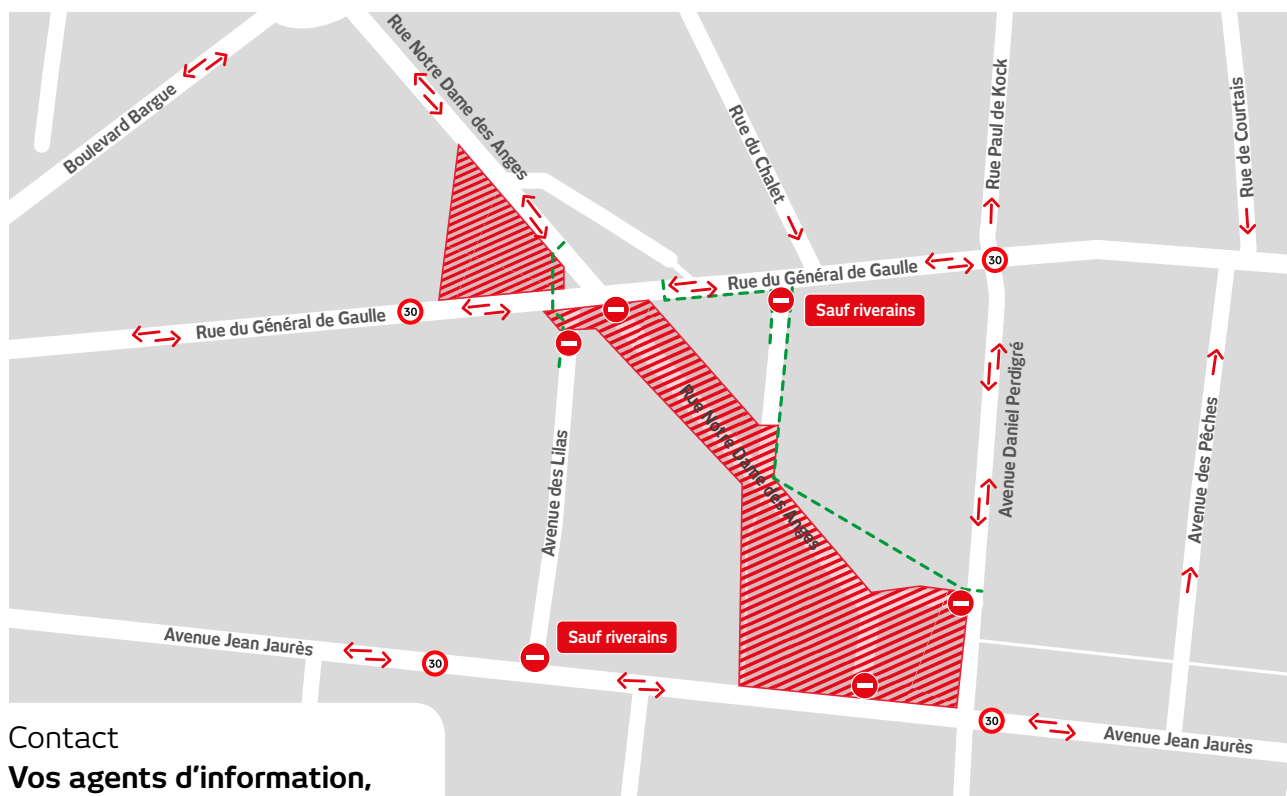 Rue Notre Dame des Anges
Boulevard Bargue
Rue du Chalet
Rue Paul de Kock
Rue de Courtais
Rue du Général de Gaulle
30
Rue du Général de Gaulle
30
Sauf riverains
Rue Notre Dame des Anges
Avenue Daniel Perdigré
Avenue des Pêches
Avenue des Lilas
Avenue Jean Jaurès
30
Sauf riverains
30
Avenue Jean Jaurès
Contact
Vos agents d'information,